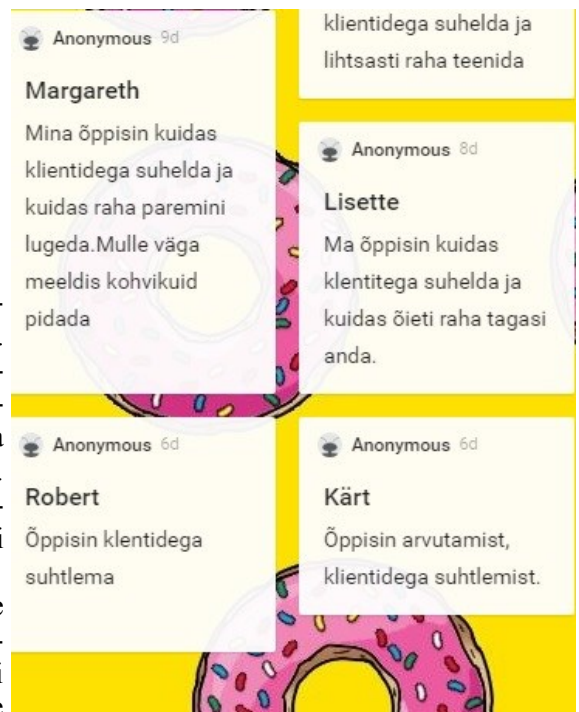 Anonymous 9d
Margareth
Mina õppisin kuidas
klientidega suhelda ja
kuidas raha paremini
lugeda.Mulle väga
meeldis kohvikuid
pidada
klientidega suhelda ja
lihtsasti raha teenida
Anonymous 8d
Lisette
Ma õppisin kuidas
klentitega suhelda ja
kuidas õieti raha tagasi
anda.
Anonymous 6d
Robert
Õppisin klentidega
suhtlema
Anonymous 6d
Kärt
Õppisin arvutamist,
klientidega suhtlemist.